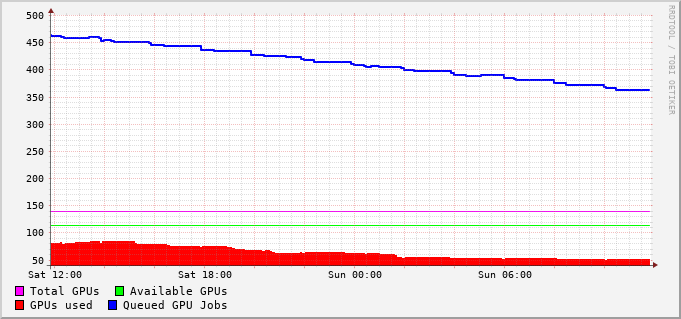 500
450
400
350
300
250
200
150
100
50
Sat 12:00 Sat 18:00 Sun 00:00 Sun 06:00
Total GPUs Available GPUs
GPUs used Queued GPU Jobs
RRDTOOL / TOBI OETIKER